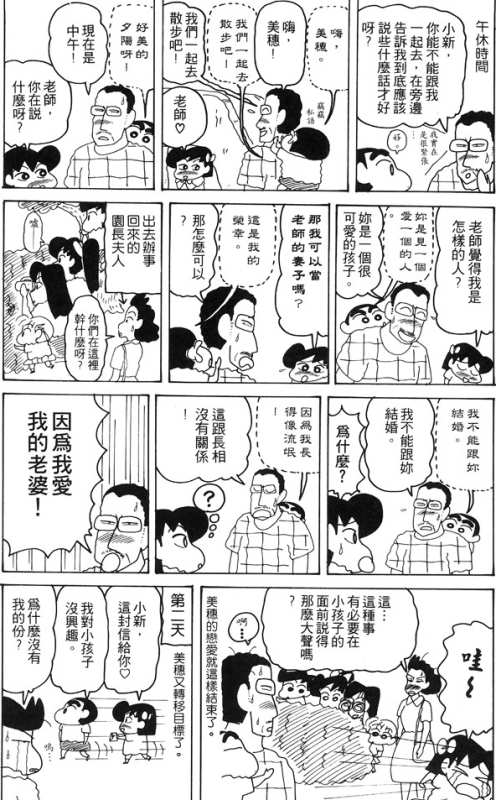 午休時間
小新，
你能不能跟我
一起去，在旁邊
告訴我到底應該
說些什麼話才好
呀？
我實在
是很緊張
。
好。
嗨，
美穗。
嗨，
美穗！
竊竊
私語
我們一起去
散步吧！
我們一起去
散步吧！
老師♡
好美的
夕陽呀！
現在是
中午！
老師，
你在說
什麼呀？
老師覺得我是
怎樣的人？
妳是見一個
愛一個的人
。
妳是一個很
可愛的孩子。
那我可以當
老師的妻子嗎？
這是我的
榮幸。
那怎麼可以
？
出去辦事
回來的
園長夫人
噓
你們在這裡
幹什麼呀？
我不能跟妳
結婚。
我不能跟妳
結婚。
為什麼？
因為我長
得像流氓
。
這跟長相
沒有關係
！
？
因為我愛
我的老婆！
哇～
這…
這種事
有必要在
小孩子的
面前說得
那麼大聲嗎
？
啊…
美穗的戀愛就這樣結束了。
第二天
美穗又轉移目標了。
小新，
這封信給你♡
我對小孩子
沒興趣。
嗚…
為什麼沒有
我的份？